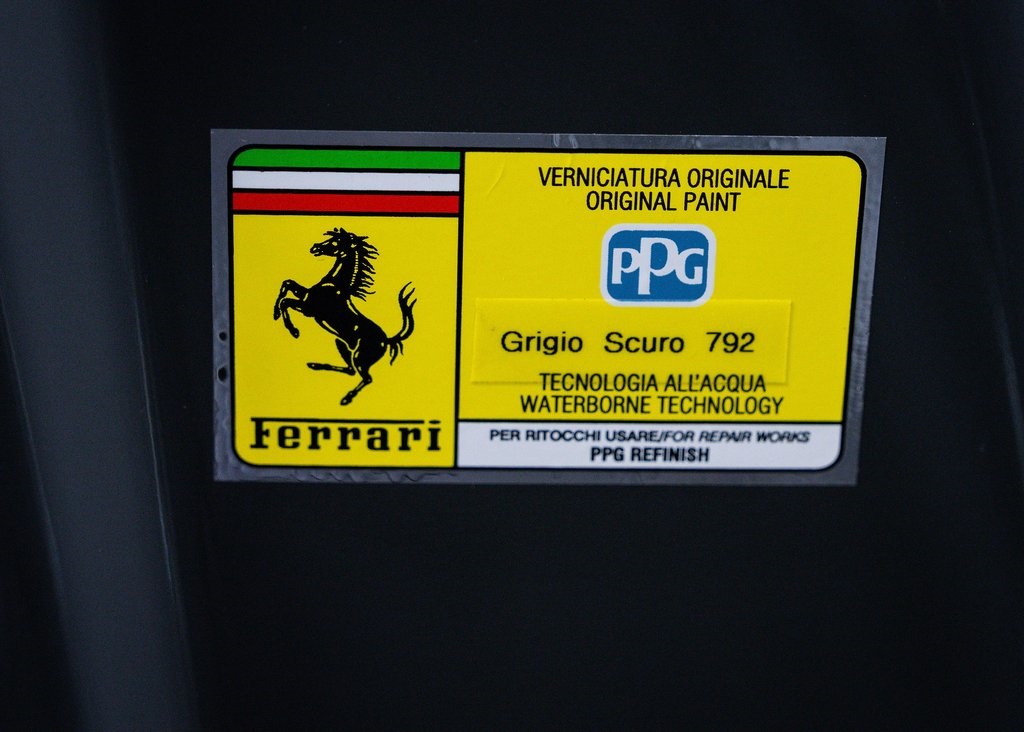 VERNICIATURA ORIGINALE
ORIGINAL PAINT
PPG
Grigio Scuro 792
TECNOLOGIA ALL'ACQUA
WATERBORNE TECHNOLOGY
Ferrari
PER RITOCCHI USARE/FOR REPAIR WORKS
PPG REFINISH